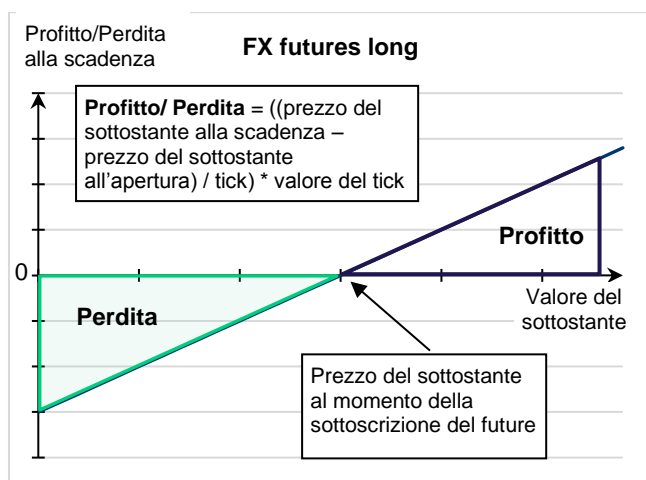 Profitto/Perdita
alla scadenza
FX futures long
Profitto/ Perdita = ((prezzo del
sottostante alla scadenza –
prezzo del sottostante
all'apertura) / tick) * valore del tick
Profitto
0
Valore del
sottostante
Perdita
Prezzo del sottostante
al momento della
sottoscrizione del future